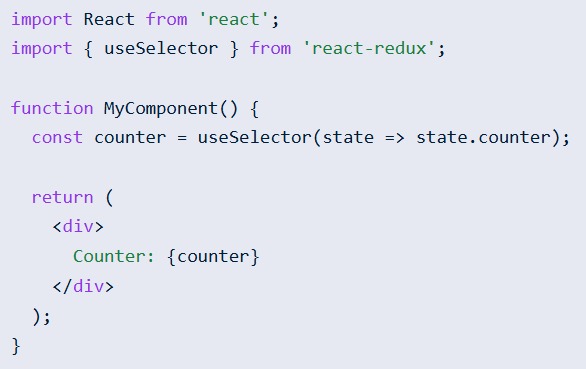 import React from 'react';
import { useSelector } from 'react-redux';
function MyComponent() {
  const counter = useSelector(state => state.counter);
  return (
    <div>
      Counter: {counter}
    </div>
  );
}